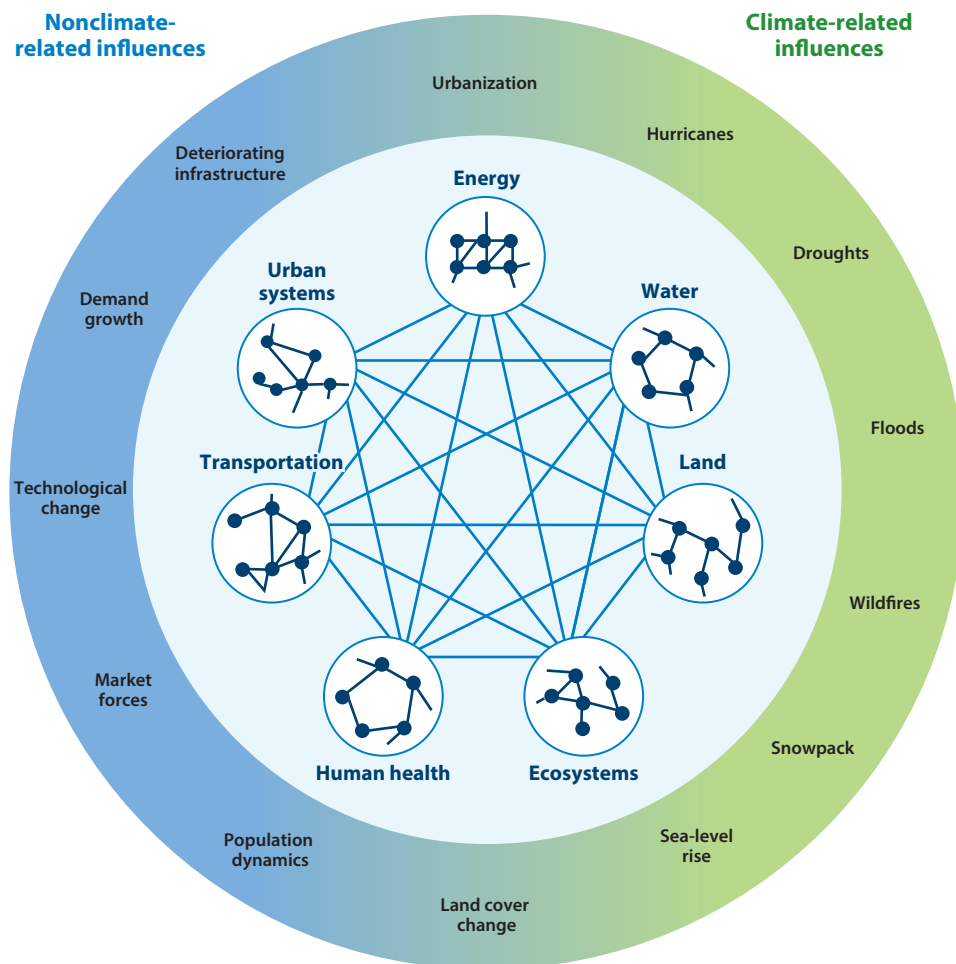 Nonclimate-
related influences
Climate-related
influences
Urbanization
Hurricanes
Deteriorating
infrastructure
Droughts
Demand
growth
Floods
Technological
change
Wildfires
Market
forces
Snowpack
Population
dynamics
Sea-level
rise
Land cover
change
Energy
Urban
systems
Water
Transportation
Land
Human health
Ecosystems